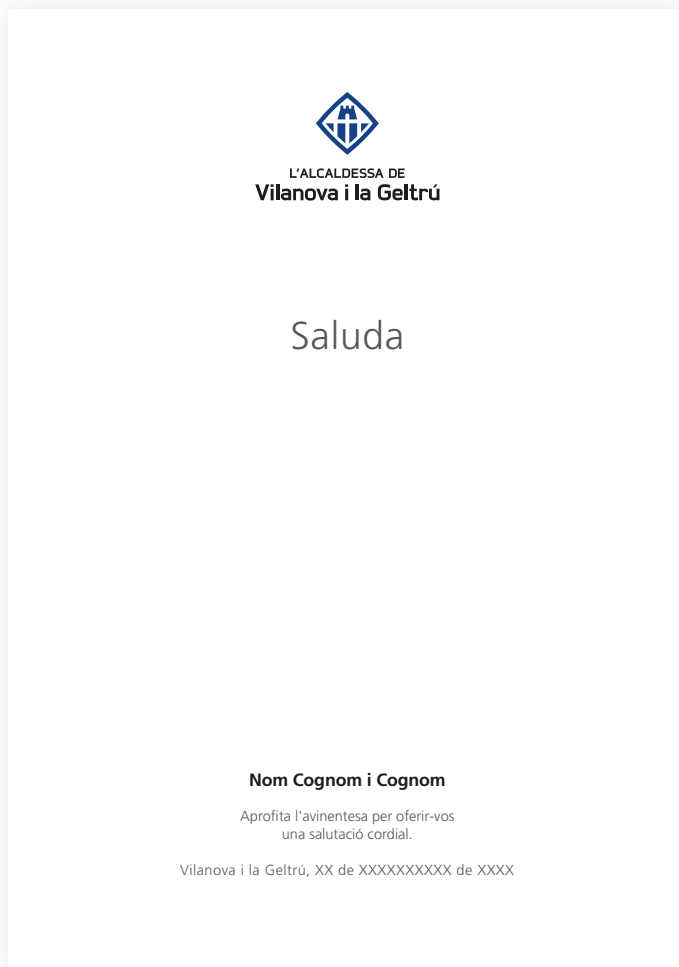 L'ALCALDESSA DE
Vilanova i la Geltrú
Saluda
Nom Cognom i Cognom
Aprofita l'avinentesa per oferir-vos
una salutació cordial.
Vilanova i la Geltrú, XX de XXXXXXXXXX de XXXX